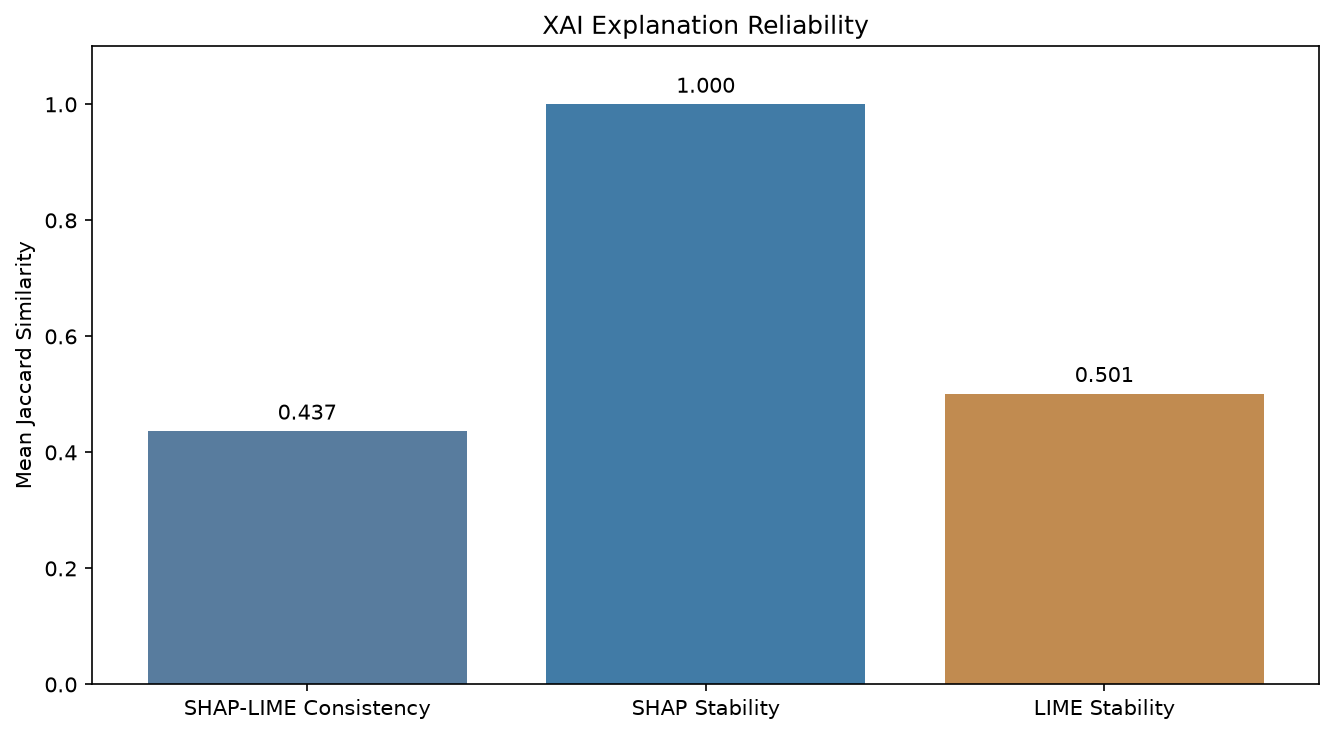 XAI Explanation Reliability
Mean Jaccard Similarity
1.0
0.8
0.6
0.4
0.2
0.0
0.437
1.000
0.501
SHAP-LIME Consistency
SHAP Stability
LIME Stability